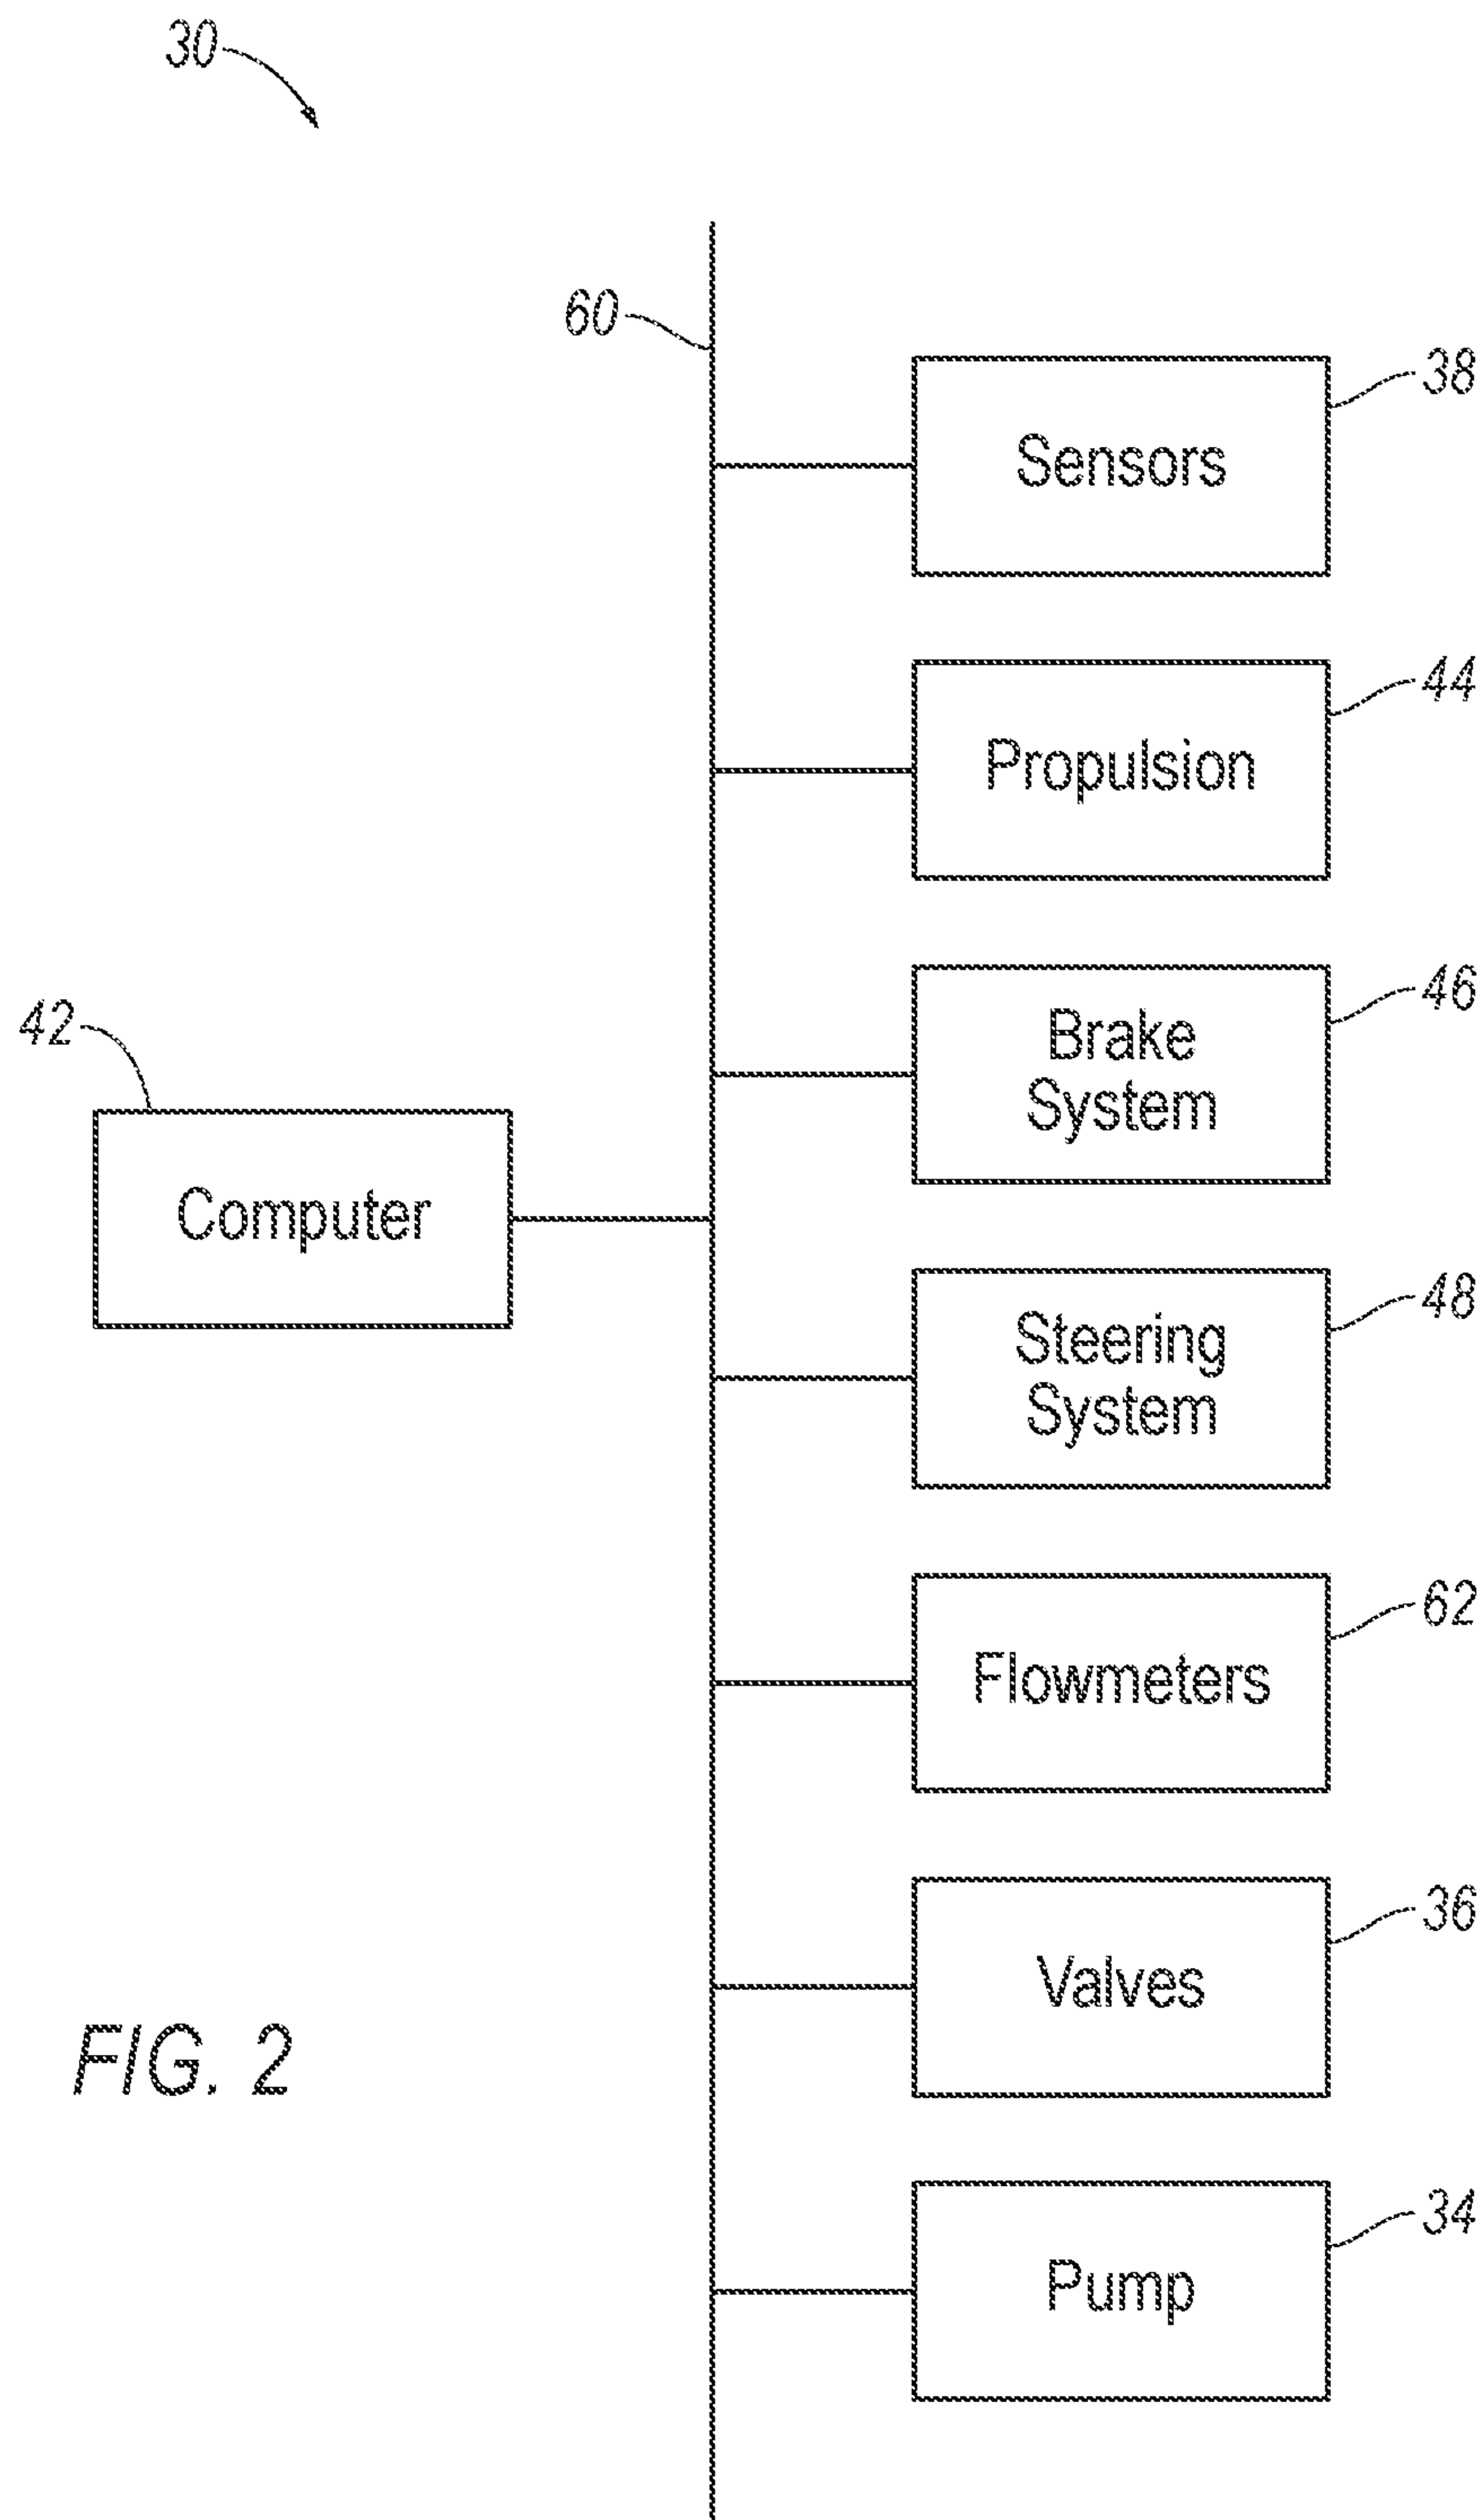 30
60
38
Sensors
44
Propulsion
46
Brake
System
42
Computer
48
Steering
System
62
Flowmeters
36
Valves
FIG. 2
34
Pump